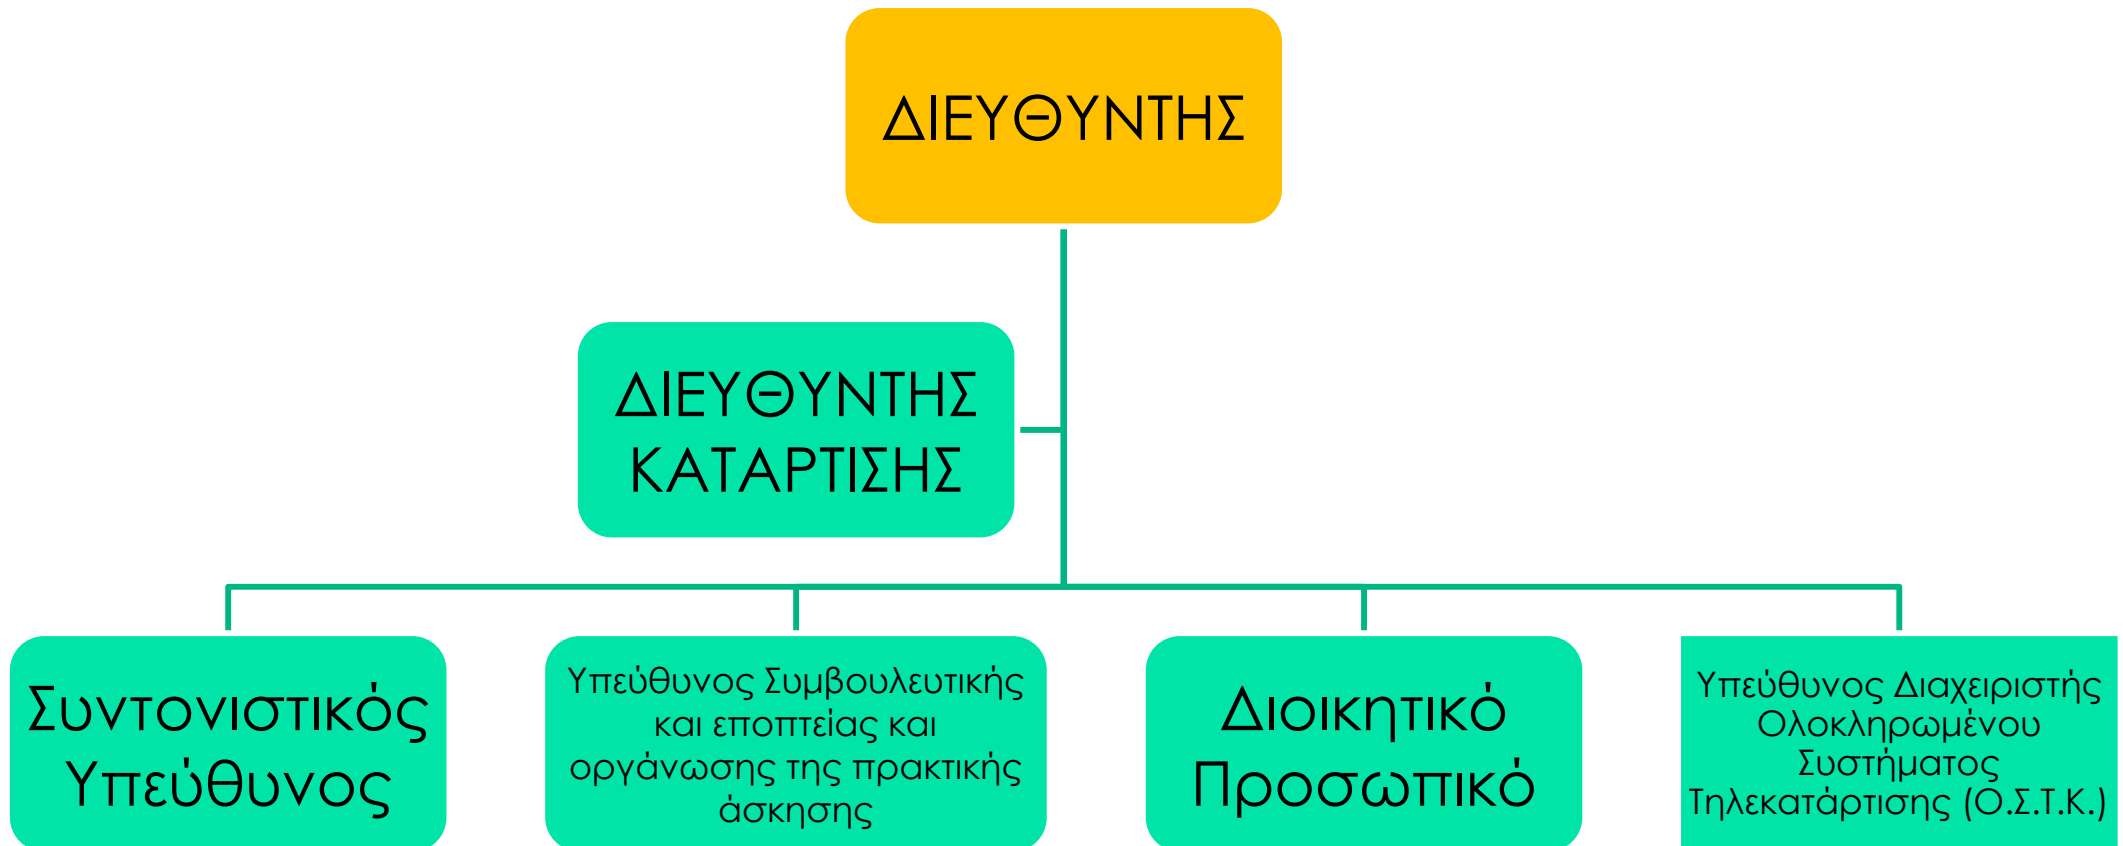 ΔΙΕΥΘΥΝΤΗΣ
ΔΙΕΥΘΥΝΤΗΣ
ΚΑΤΑΡΤΙΣΗΣ
Συντονιστικός
Υπεύθυνος
Υπεύθυνος Συμβουλευτικής
και εποπτείας και
οργάνωσης της πρακτικής
άσκησης
Διοικητικό
Προσωπικό
Υπεύθυνος Διαχειριστής
Ολοκληρωμένου
Συστήματος
Τηλεκατάρτισης (Ο.Σ.Τ.Κ.)